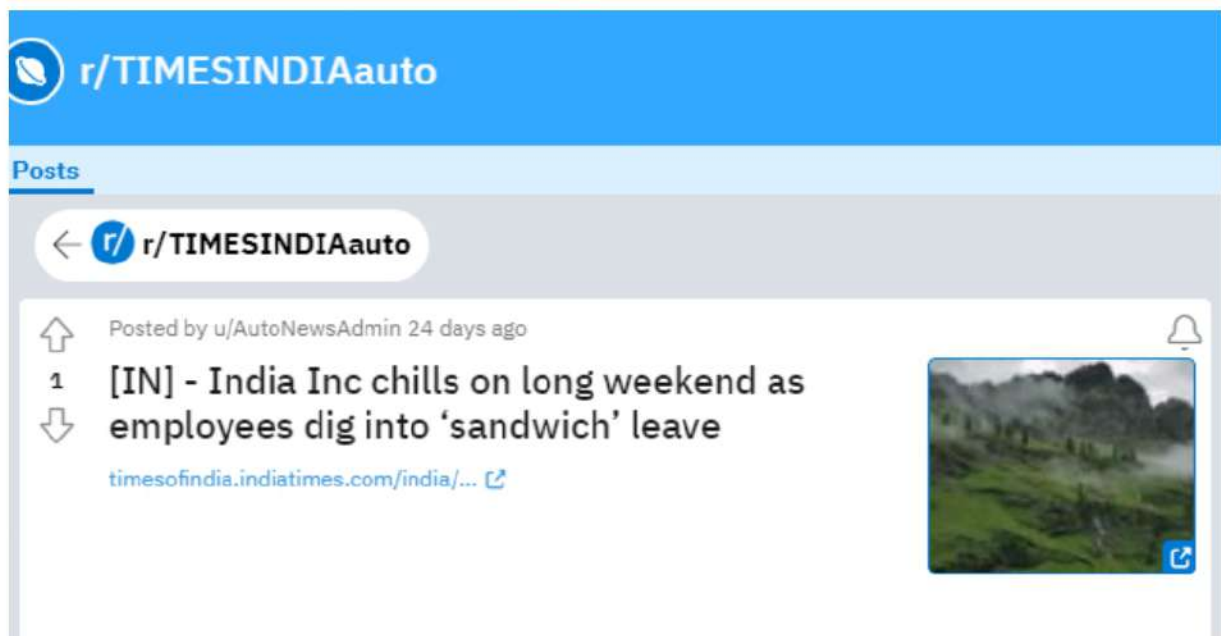 r/TIMESINDIAauto
Posts
r/ r/TIMESINDIAauto
Posted by u/AutoNewsAdmin 24 days ago
1
[IN] - India Inc chills on long weekend as
employees dig into ‘sandwich’ leave
timesofindia.indiatimes.com/india/...